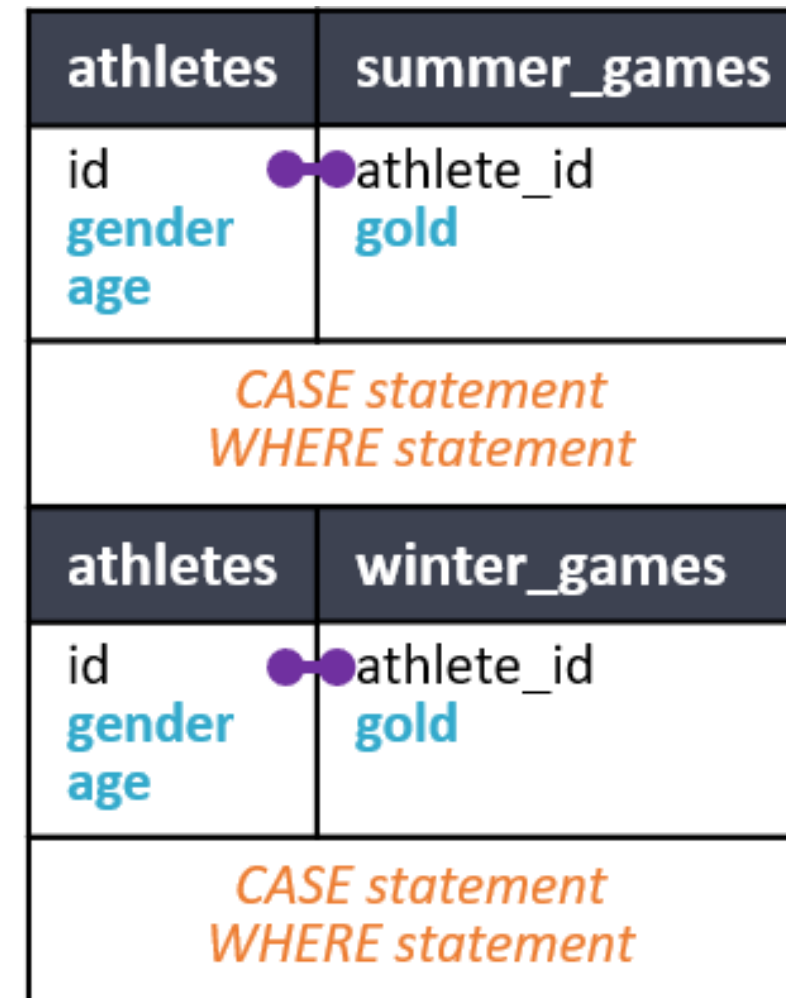 athletes summer_games
id athlete_id
gender gold
age
CASE statement
WHERE statement
athletes winter_games
id athlete_id
gender gold
age
CASE statement
WHERE statement